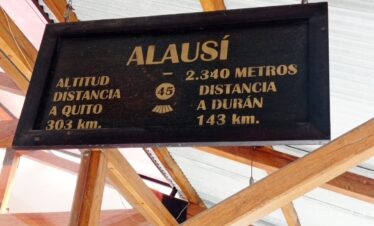 ALAUSÍ
ALTITUD – 2.340 METROS
DISTANCIA DISTANCIA
A QUITO 45 A DURÁN
303 km. 143 km.